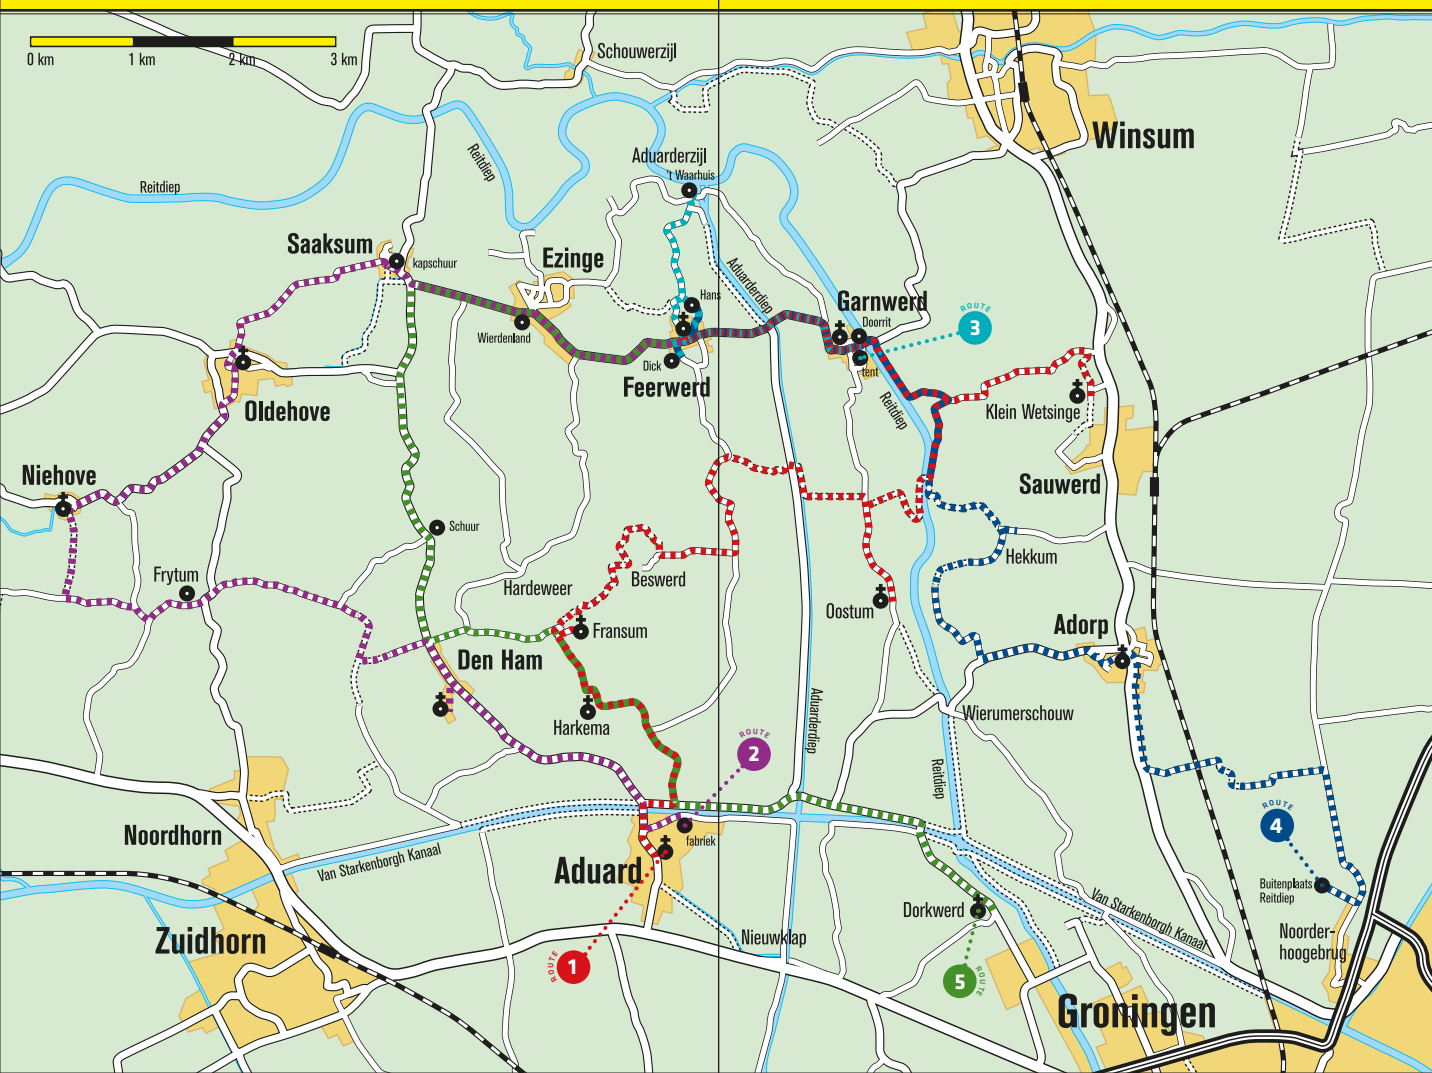 0 km
1 km
2 km
3 km
Schouwerzijl
Winsum
Reitdiep
Reitdiep
Aduarderzijl
't Waarhuis
Saaksum
kapschuur
Ezinge
Aduarderdiep
Hans
Garnwerd
Doorrit
ROUTE
3
Wierdenland
Dick
Feerwerd
tent
Reitdiep
Klein Wetsinge
Oldehove
Niehove
Sauwerd
Schuur
Hekkum
Frytum
Hardeweer
Beswerd
Oostum
Fransum
Adorp
Den Ham
Harkema
Wierumerschouw
Aduarderdiep
ROUTE
2
Reitdiep
ROUTE
4
Noordhorn
Van Starkenborgh Kanaal
fabriek
Aduard
Buitenplaats
Reitdiep
Van Starkenborgh Kanaal
Dorkwerd
Zuidhorn
Nieuwklap
Noorder-
hoogebrug
ROUTE
1
5
ROUTE
Groningen